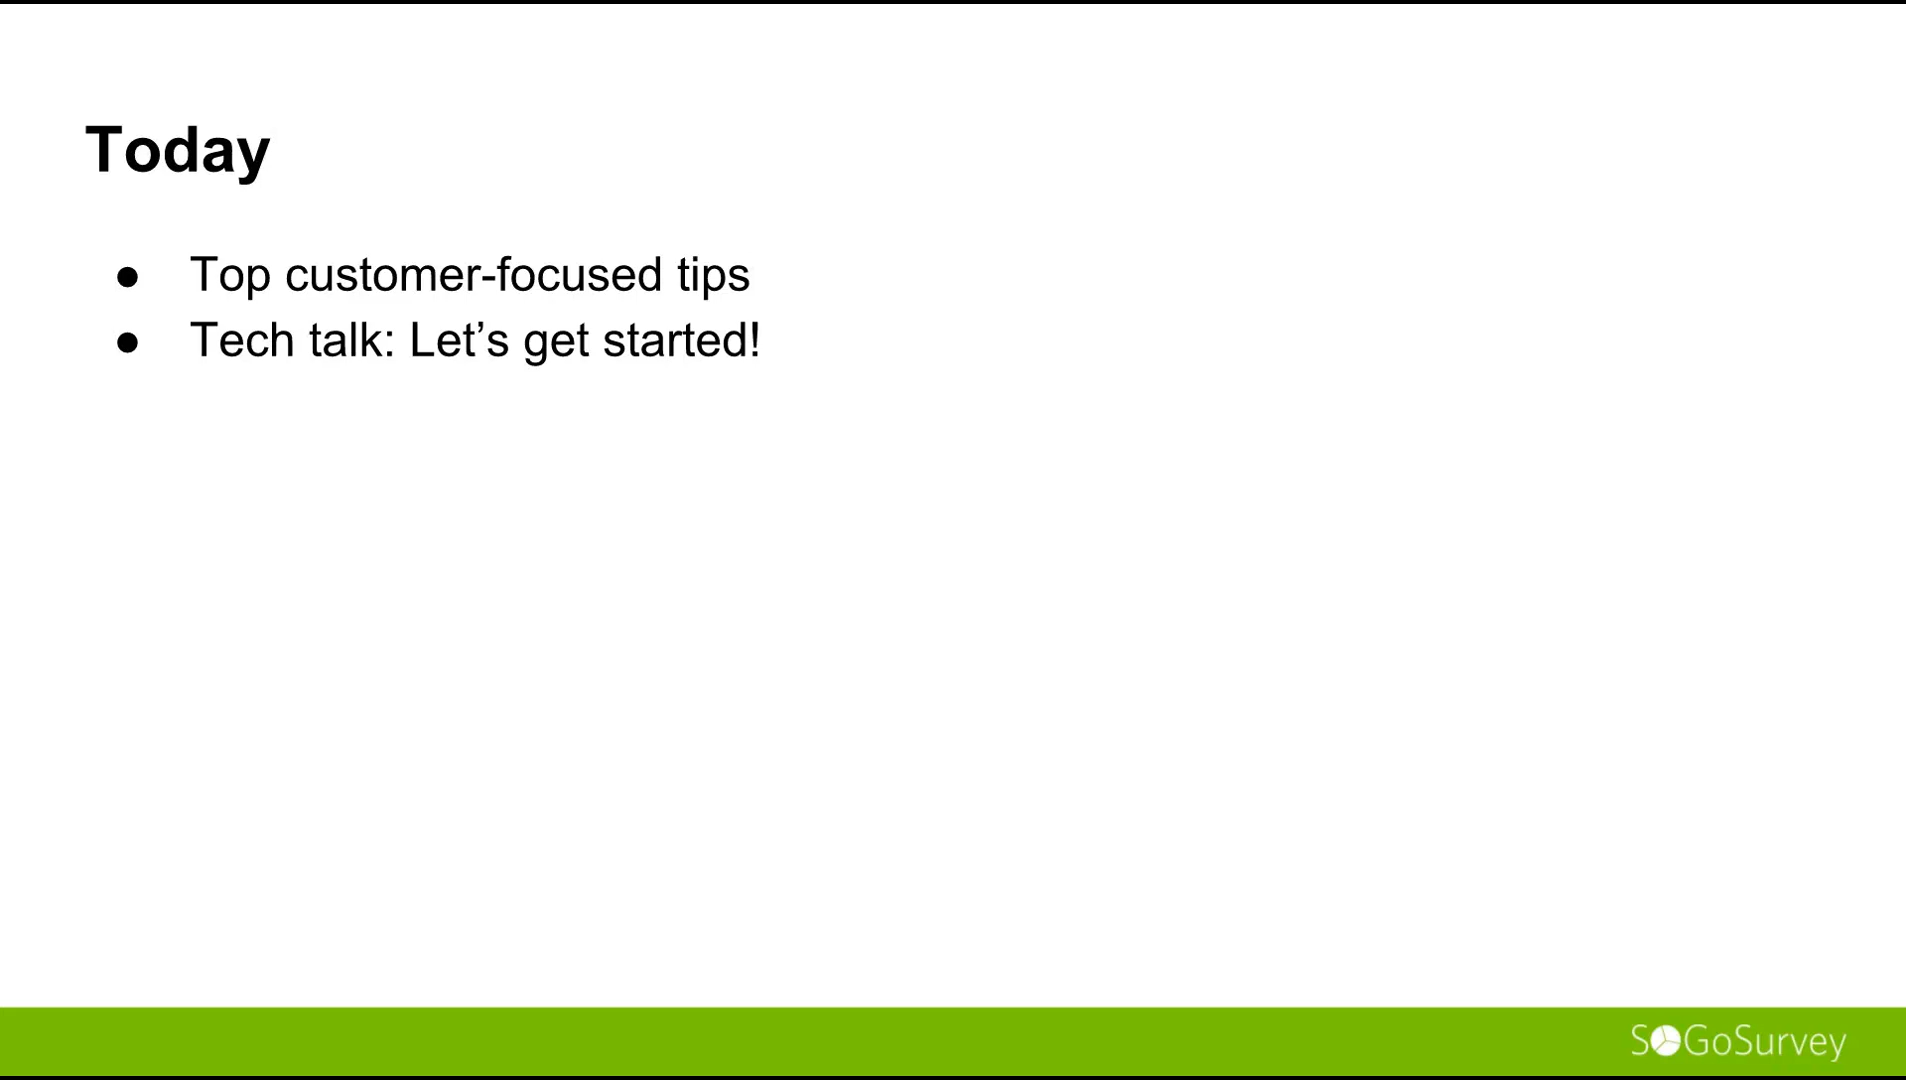 Today
● Top customer-focused tips
● Tech talk: Let’s get started!
SoGoSurvey